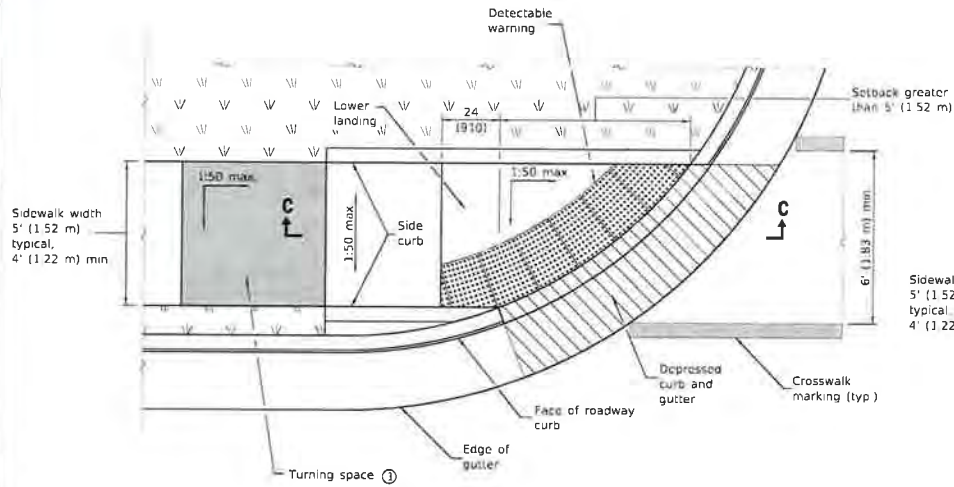 Detectable
warning
Setback greater
than 5' (1.52 m)
Lower
landing
24
(610)
1:50 max.
1:50 max.
C
C
Sidewalk width
5' (1.52 m)
typical,
4' (1.22 m) min
1:50 max
Side
curb
6' (1.83 m) min
Sidewal
5' (1.52
typical,
4' (1.22
Depressed
curb and
gutter
Crosswalk
marking (typ.)
Face of roadway
curb
Edge of
gutter
Turning space ①